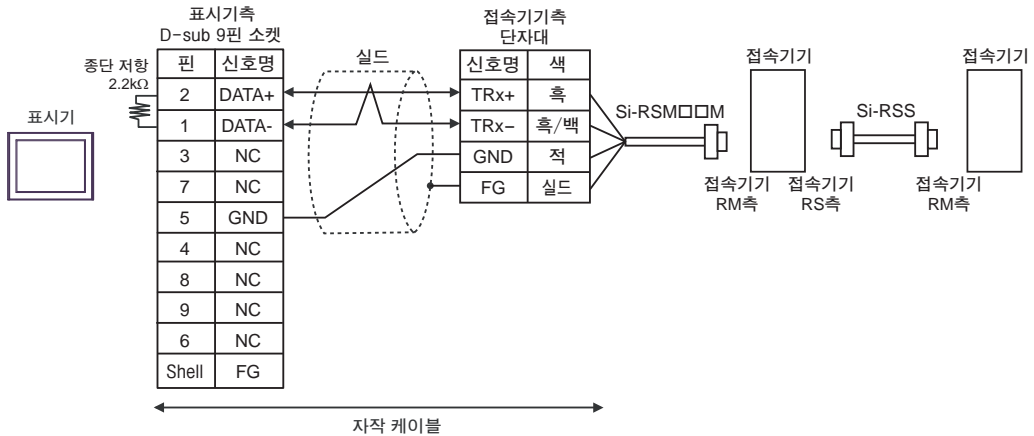 표시기측
D-sub 9핀 소켓
접속기기측
단자대
종단 저항
2.2kΩ
핀 신호명
2 DATA+
1 DATA-
3 NC
7 NC
5 GND
4 NC
8 NC
9 NC
6 NC
Shell FG
실드
신호명 색
TRx+ 흑
TRx− 흑/백
GND 적
FG 실드
표시기
Si-RSM□□M
접속기기
Si-RSS
접속기기
접속기기
RM측
접속기기
RS측
접속기기
RM측
자작 케이블